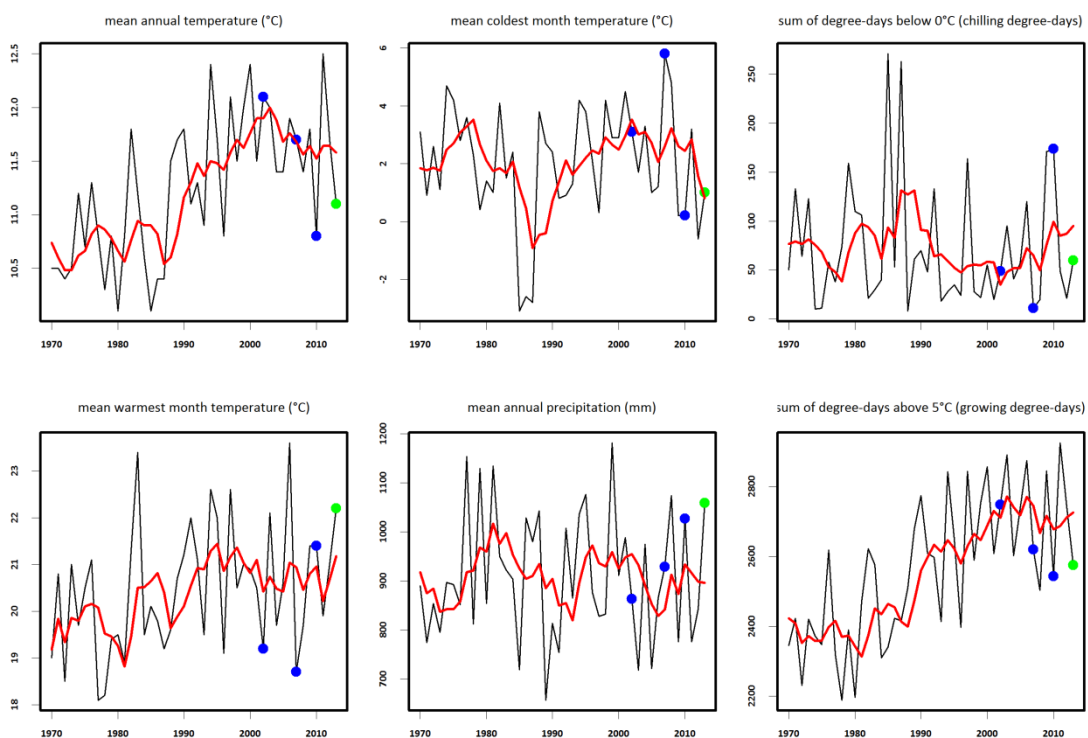 mean annual temperature (°C)
mean coldest month temperature (°C)
sum of degree-days below 0°C (chilling degree-days)
12.5
12.0
11.5
11.0
10.5
6
4
2
0
-2
250
200
150
100
50
0
1970 1980 1990 2000 2010
1970 1980 1990 2000 2010
1970 1980 1990 2000 2010
mean warmest month temperature (°C)
mean annual precipitation (mm)
sum of degree-days above 5°C (growing degree-days)
23
22
21
20
19
18
1200
1100
1000
900
800
700
2800
2600
2400
2200
1970 1980 1990 2000 2010
1970 1980 1990 2000 2010
1970 1980 1990 2000 2010